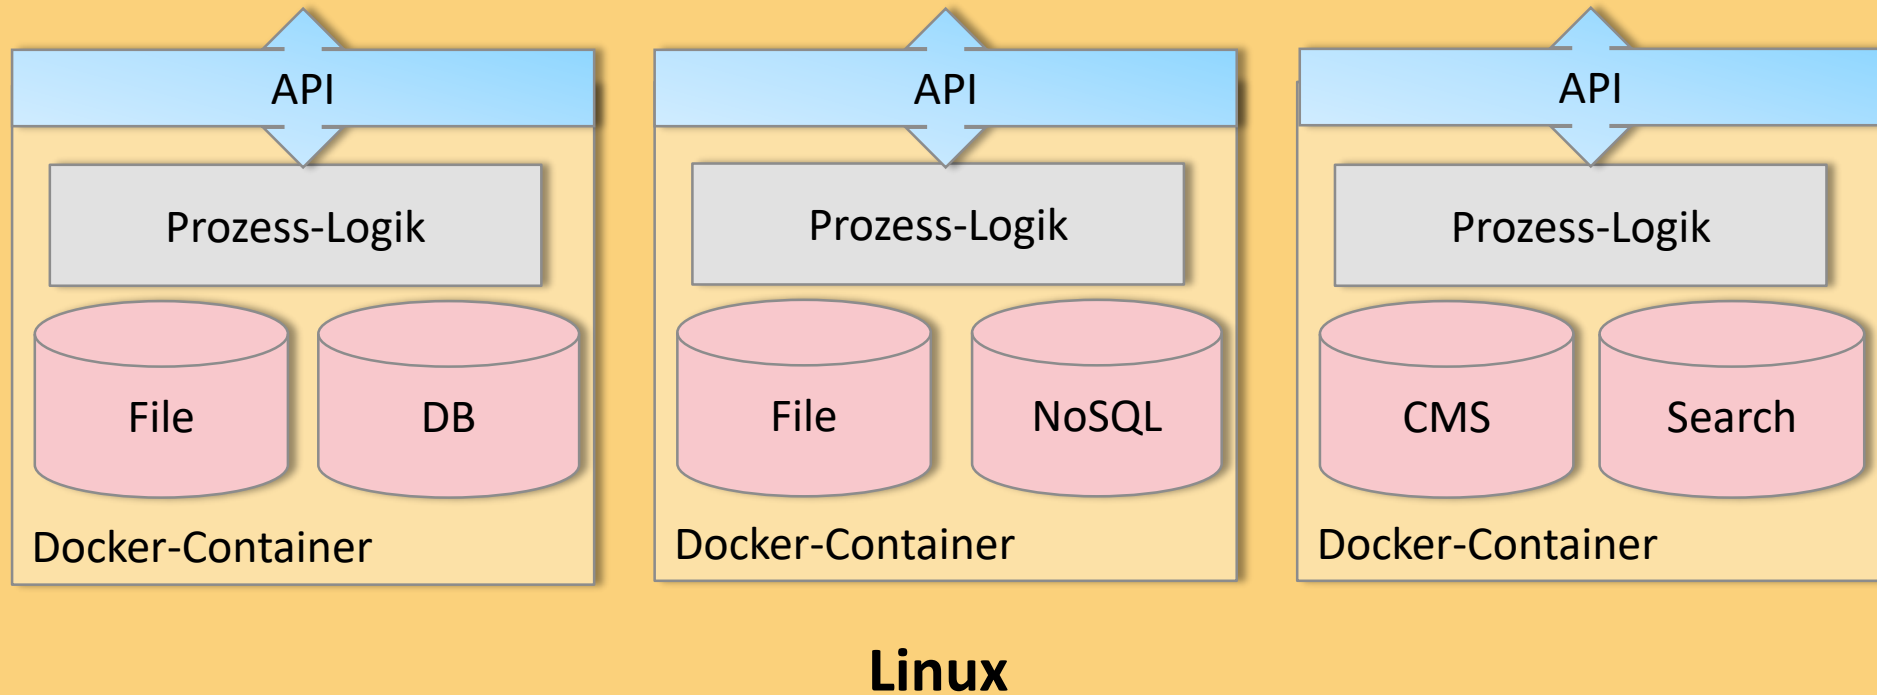 API
API
API
Prozess-Logik
Prozess-Logik
Prozess-Logik
File
DB
File
NoSQL
CMS
Search
Docker-Container
Docker-Container
Docker-Container
Linux